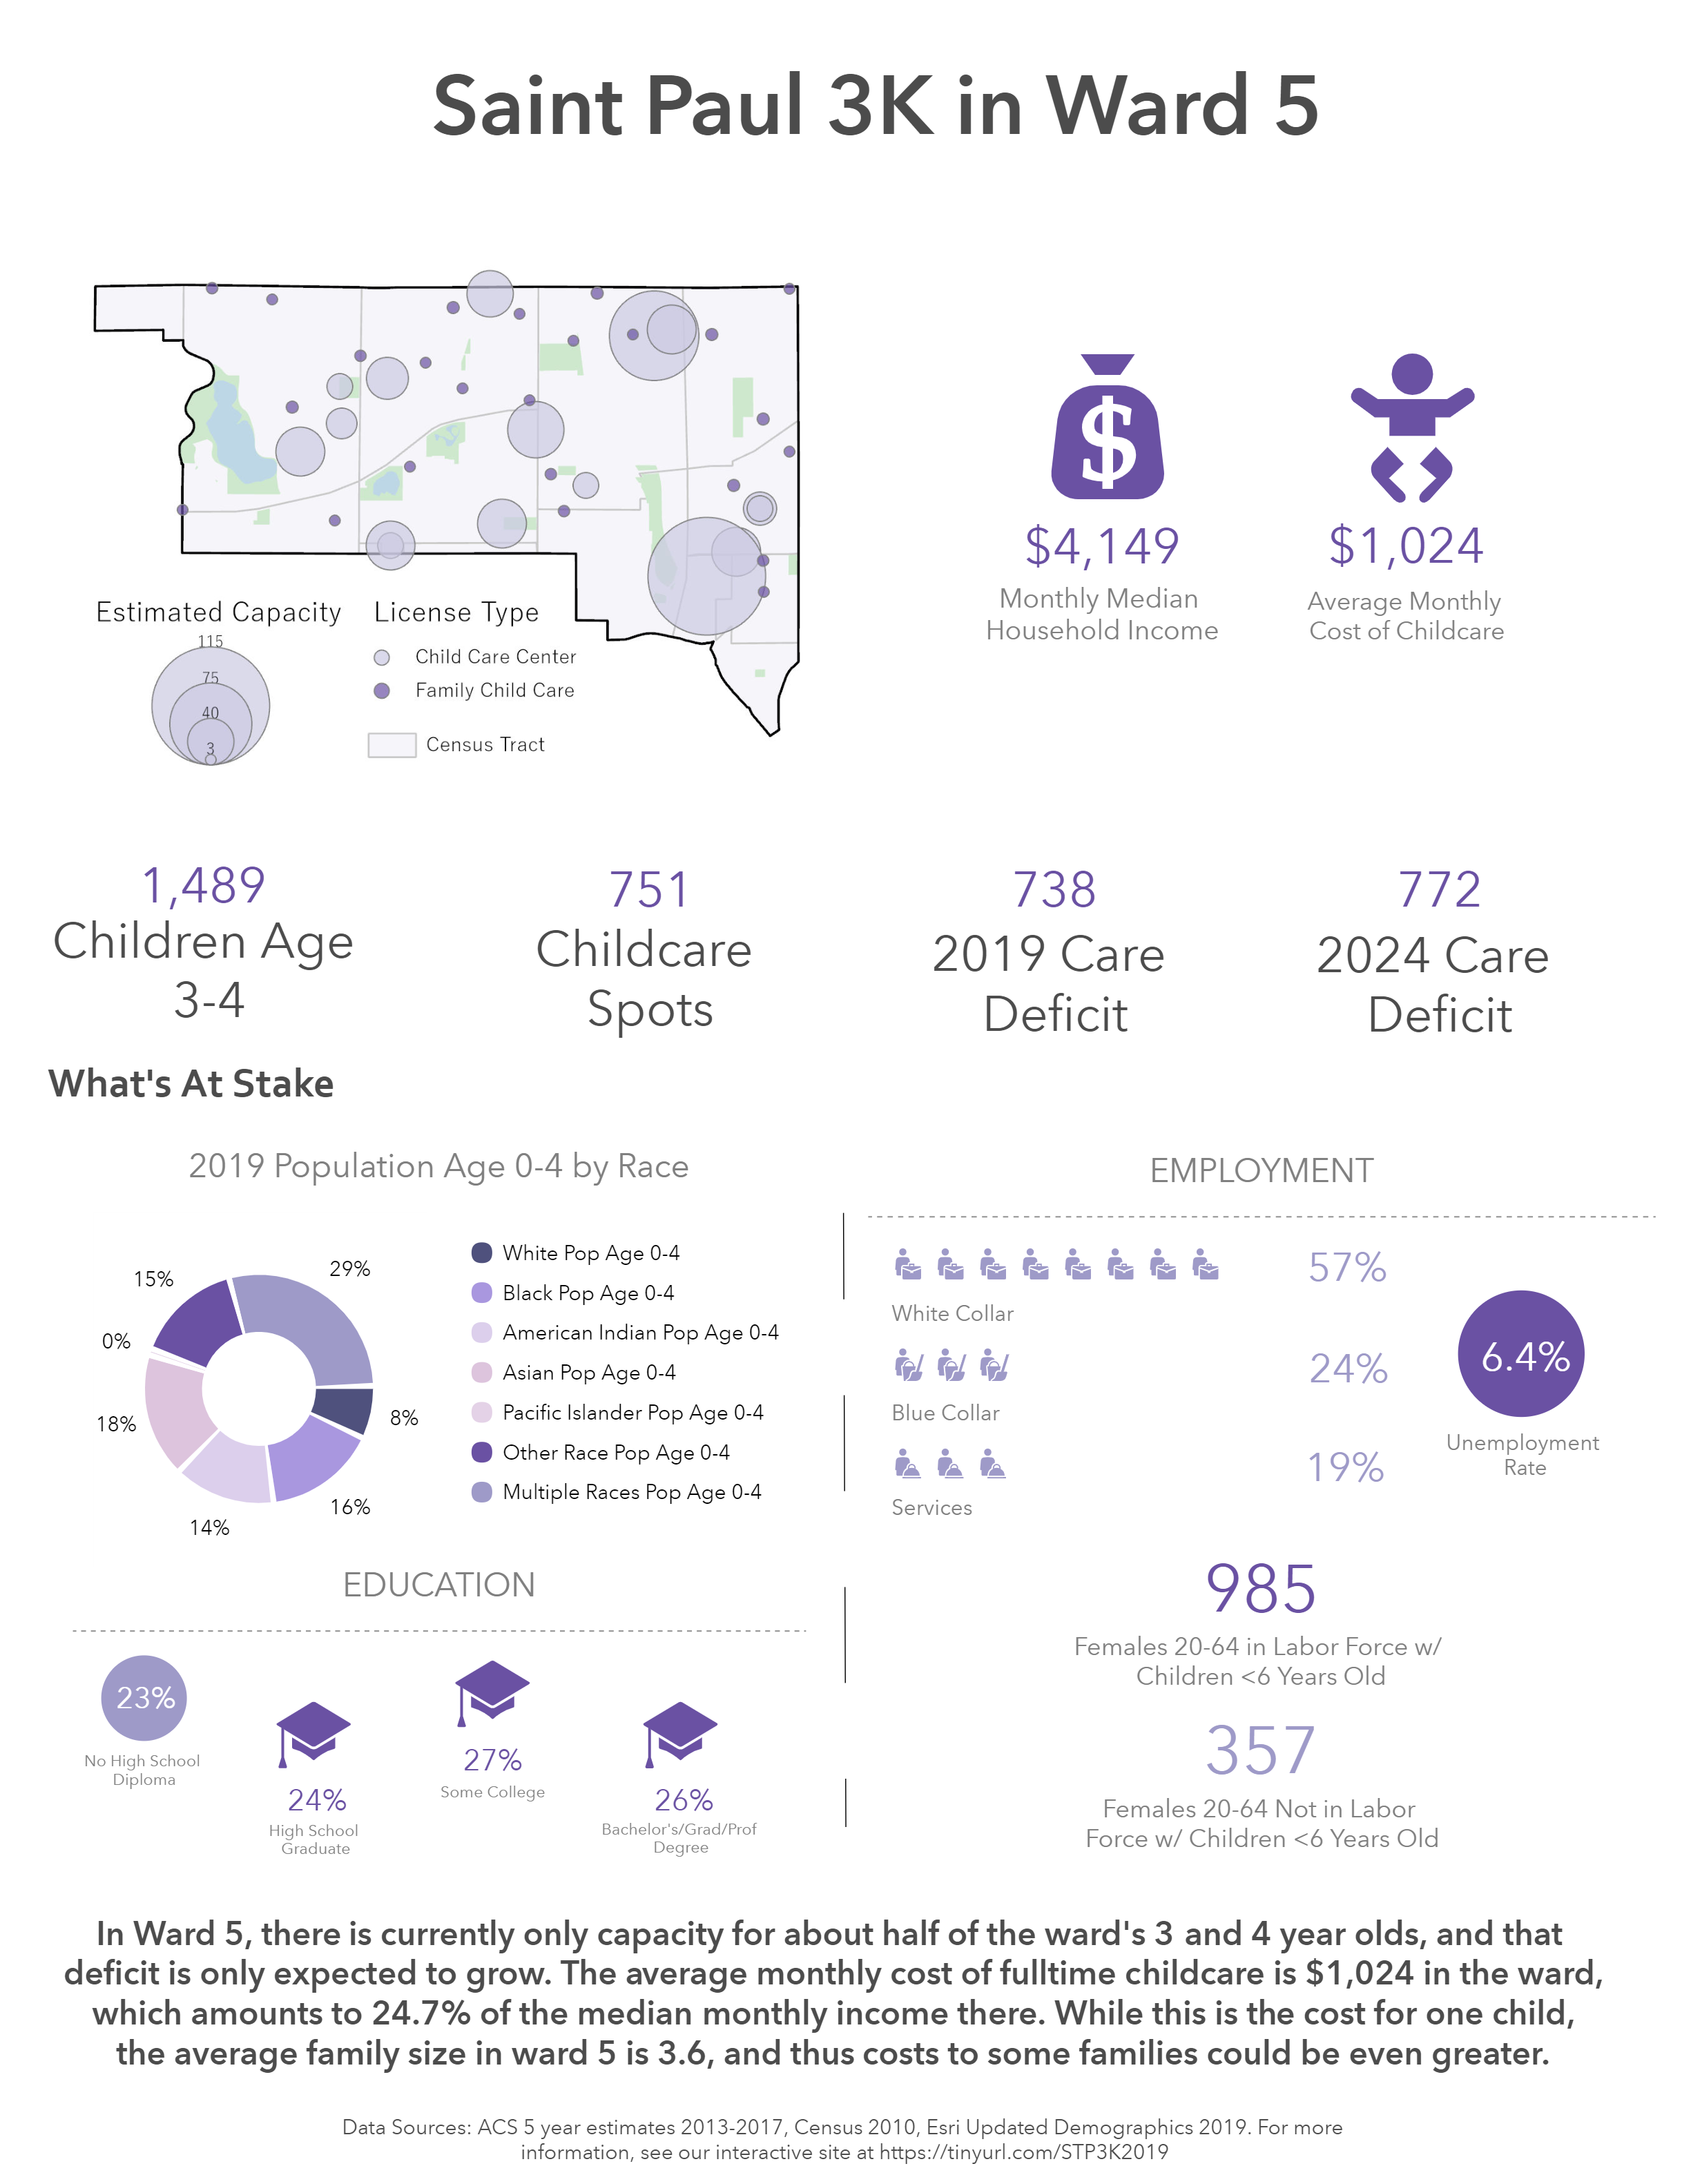 Saint Paul 3K in Ward 5
Estimated Capacity
115
75
40
3
License Type
Child Care Center
Family Child Care
Census Tract
$
$4,149
Monthly Median
Household Income
$1,024
Average Monthly
Cost of Childcare
1,489
Children Age
3-4
751
Childcare
Spots
738
2019 Care
Deficit
772
2024 Care
Deficit
What's At Stake
2019 Population Age 0-4 by Race
29%
15%
0%
18%
14%
16%
8%
White Pop Age 0-4
Black Pop Age 0-4
American Indian Pop Age 0-4
Asian Pop Age 0-4
Pacific Islander Pop Age 0-4
Other Race Pop Age 0-4
Multiple Races Pop Age 0-4
EMPLOYMENT
57%
White Collar
24%
Blue Collar
19%
Services
6.4%
Unemployment
Rate
EDUCATION
23%
No High School
Diploma
24%
High School
Graduate
27%
Some College
26%
Bachelor's/Grad/Prof
Degree
985
Females 20-64 in Labor Force w/
Children <6 Years Old
357
Females 20-64 Not in Labor
Force w/ Children <6 Years Old
In Ward 5, there is currently only capacity for about half of the ward's 3 and 4 year olds, and that
deficit is only expected to grow. The average monthly cost of fulltime childcare is $1,024 in the ward,
which amounts to 24.7% of the median monthly income there. While this is the cost for one child,
the average family size in ward 5 is 3.6, and thus costs to some families could be even greater.
Data Sources: ACS 5 year estimates 2013-2017, Census 2010, Esri Updated Demographics 2019. For more
information, see our interactive site at https://tinyurl.com/STP3K2019